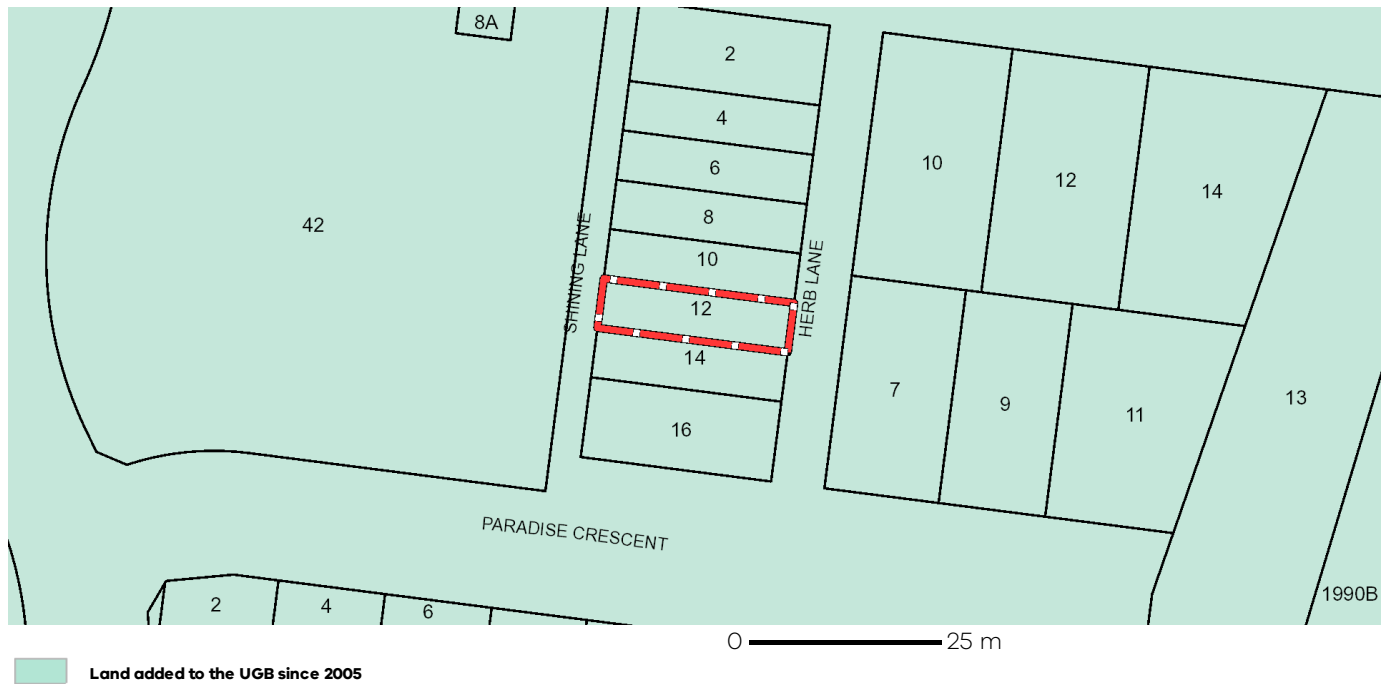 8A
2
4
6
8
10
12
14
16
42
SHINING LANE
HERB LANE
10
12
14
7
9
11
13
1990B
PARADISE CRESCENT
2
4
6
0 25 m
Land added to the UGB since 2005